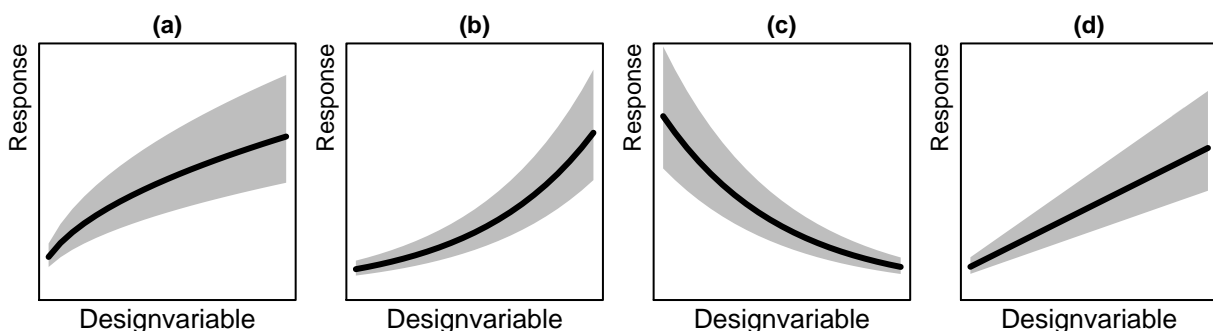 (a)
Response
Designvariable
(b)
Response
Designvariable
(c)
Response
Designvariable
(d)
Response
Designvariable